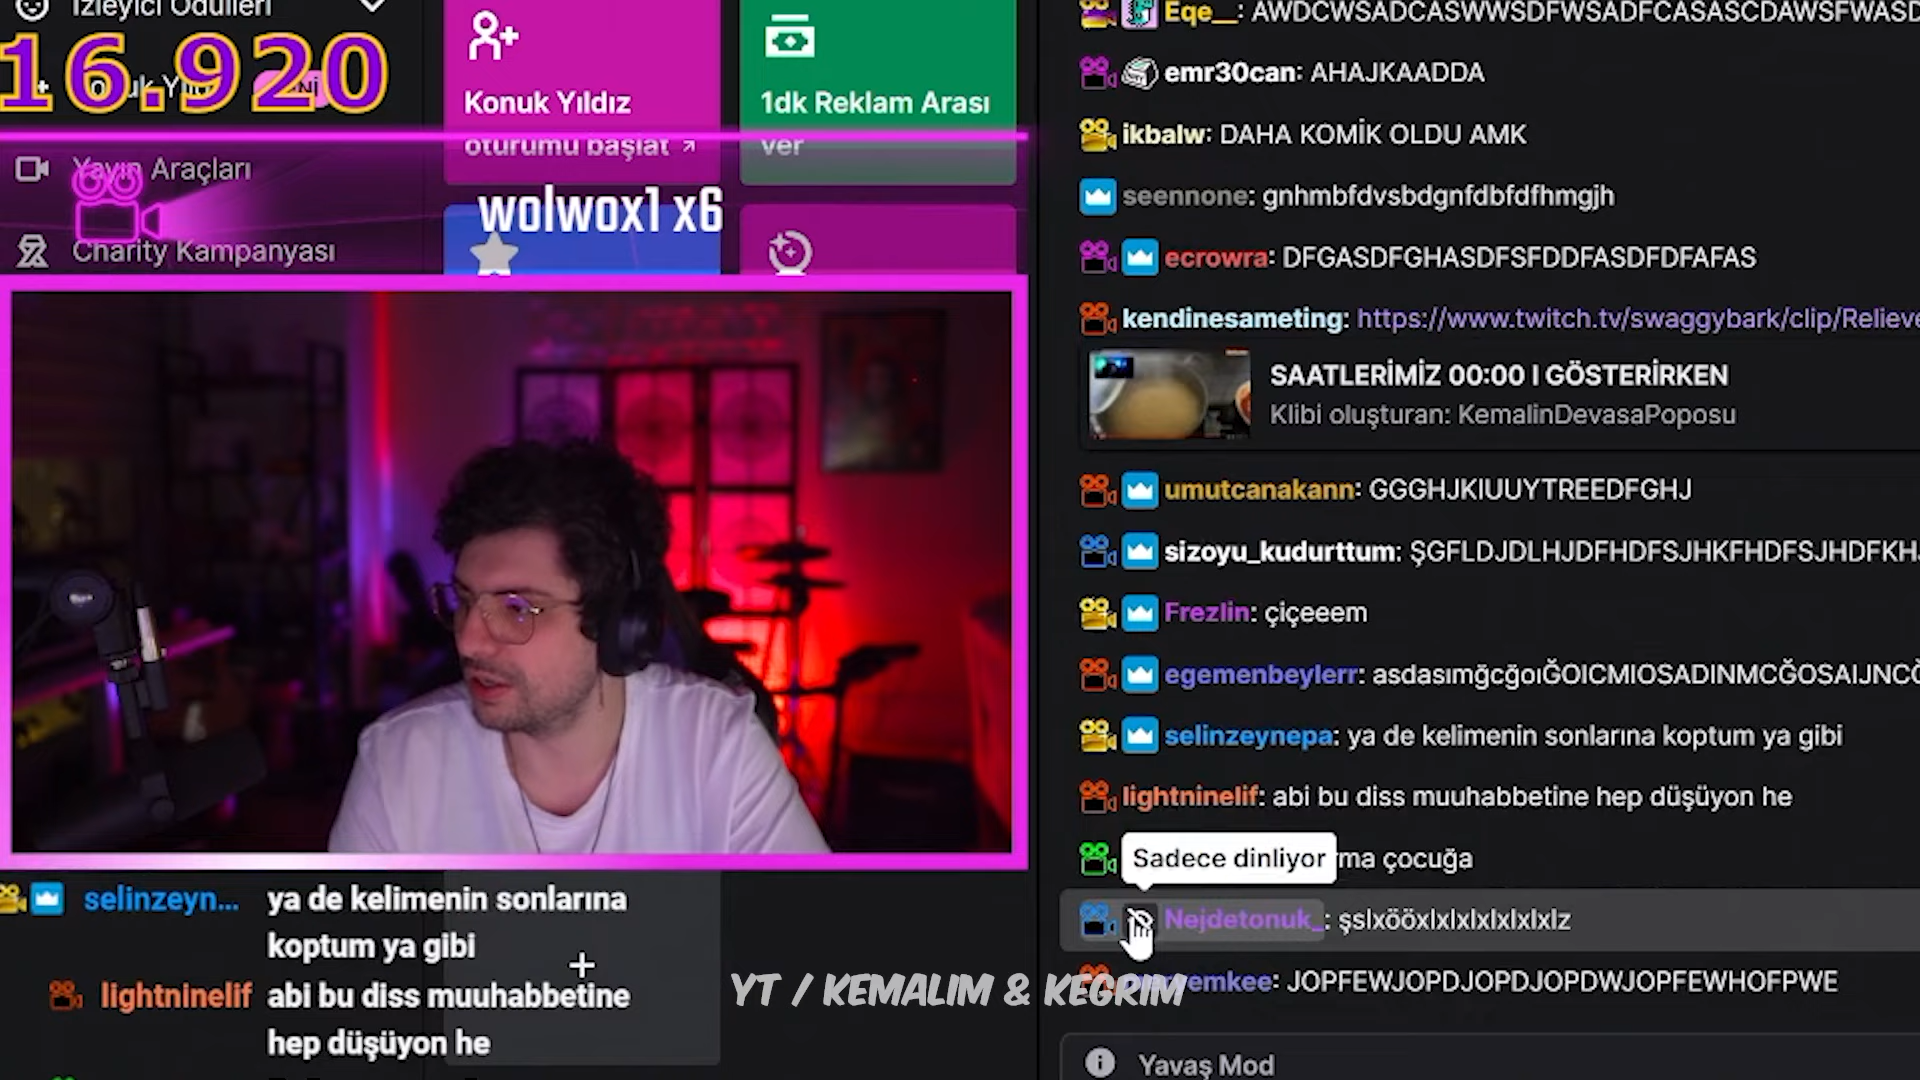 İzleyici Ödülleri
16.920
Konuk Yıldız
oturumu başlat ↗
1dk Reklam Arası
ver
Yayın Araçları
wolwox1 x6
Charity Kampanyası
selinzeyn... ya de kelimenin sonlarına
koptum ya gibi
lightninelif abi bu diss muuhabbetine
hep düşüyon he
Eqe__: AWDCWSADCASWWSDFWSADFCASASCDAWSFWASD
emr30can: AHAJKAADDA
ikbalw: DAHA KOMİK OLDU AMK
seennone: gnhmbfdvsbdgnfdbfdfhmgjh
ecrowra: DFGASDFGHASDFSFDDFASDFDFAFAS
kendinesameting: https://www.twitch.tv/swaggybark/clip/Relieve
SAATLERİMİZ 00:00 I GÖSTERİRKEN
Klibi oluşturan: KemalinDevasaPoposu
umutcanakann: GGGHJKIUUYTREEDFGHJ
sizoyu_kudurttum: ŞGFLDJDLHJDFHDFSJHKFHDFSJHDFKHJ
Frezlin: çiçeeem
egemenbeylerr: asdasımğcğoıĞOICMIOSADINMCĞOSAIJNCĞ
selinzeynepa: ya de kelimenin sonlarına koptum ya gibi
lightninelif: abi bu diss muuhabbetine hep düşüyon he
Sadece dinliyor
rma çocuğa
Nejdetonuk_: şslxööxlxlxlxlxlxlxlz
emkee: JOPFEWJOPDJOPDJOPDWJOPFEWHOFPWE
YT / KEMALIM & KEGRIM
Yavaş Mod